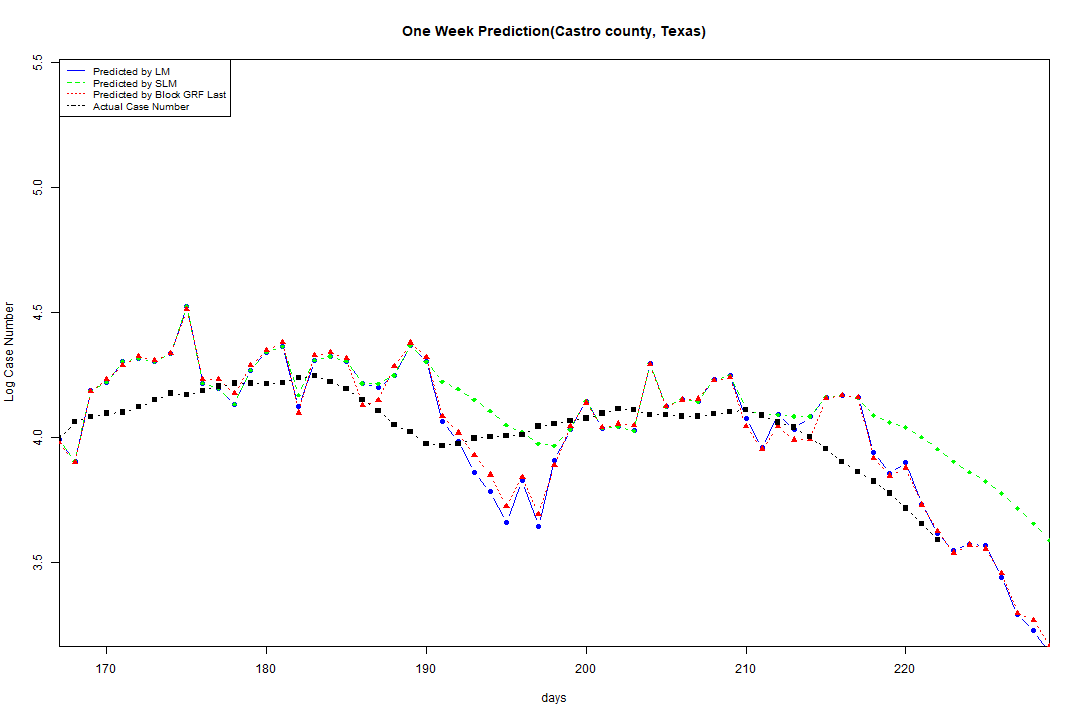 One Week Prediction(Castro county, Texas)
Predicted by LM
Predicted by SLM
Predicted by Block GRF Last
Actual Case Number
5.5
5.0
4.5
4.0
3.5
Log Case Number
170 180 190 200 210 220
days